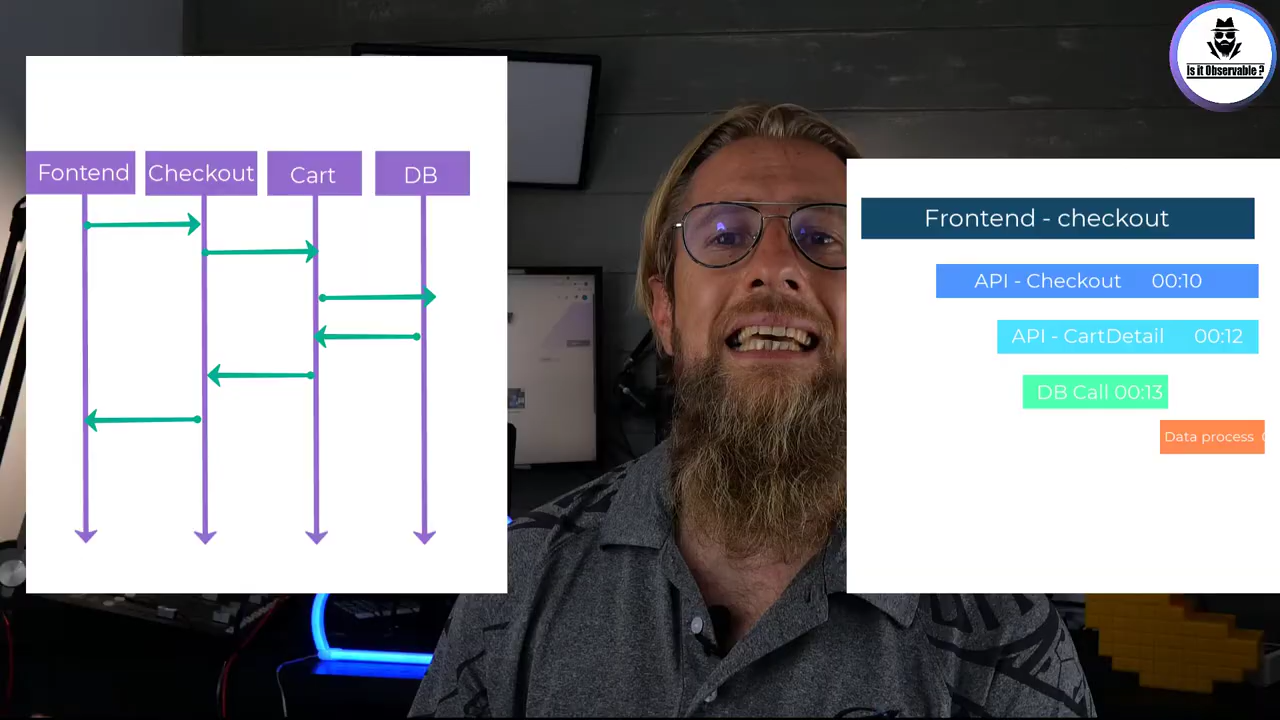 is it Observable ?
Fontend
Checkout
Cart
DB
Frontend - checkout
API - Checkout 00:10
API - CartDetail 00:12
DB Call 00:13
Data process